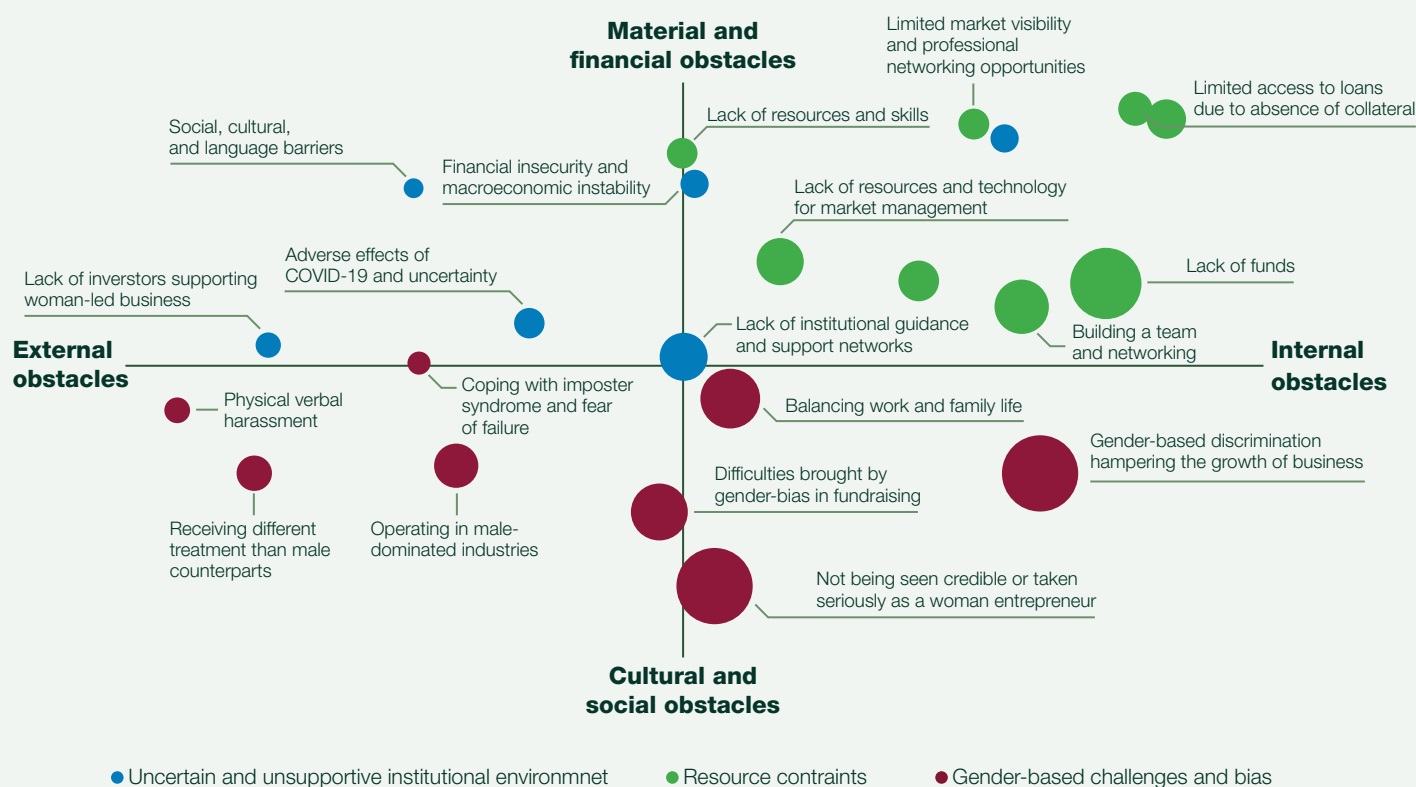 Material and
financial obstacles
Limited market visibility
and professional
networking opportunities
Limited access to loans
due to absence of collateral
Lack of resources and skills
Social, cultural,
and language barriers
Financial insecurity and
macroeconomic instability
Lack of resources and technology
for market management
Adverse effects of
COVID-19 and uncertainty
Lack of inverstors supporting
woman-led business
Lack of funds
Lack of institutional guidance
and support networks
Building a team
and networking
External
obstacles
Internal
obstacles
Physical verbal
harassment
Coping with imposter
syndrome and fear
of failure
Balancing work and family life
Gender-based discrimination
hampering the growth of business
Difficulties brought by
gender-bias in fundraising
Receiving different
treatment than male
counterparts
Operating in male-
dominated industries
Not being seen credible or taken
seriously as a woman entrepreneur
Cultural and
social obstacles
Uncertain and unsupportive institutional environmnet
Resource contraints
Gender-based challenges and bias